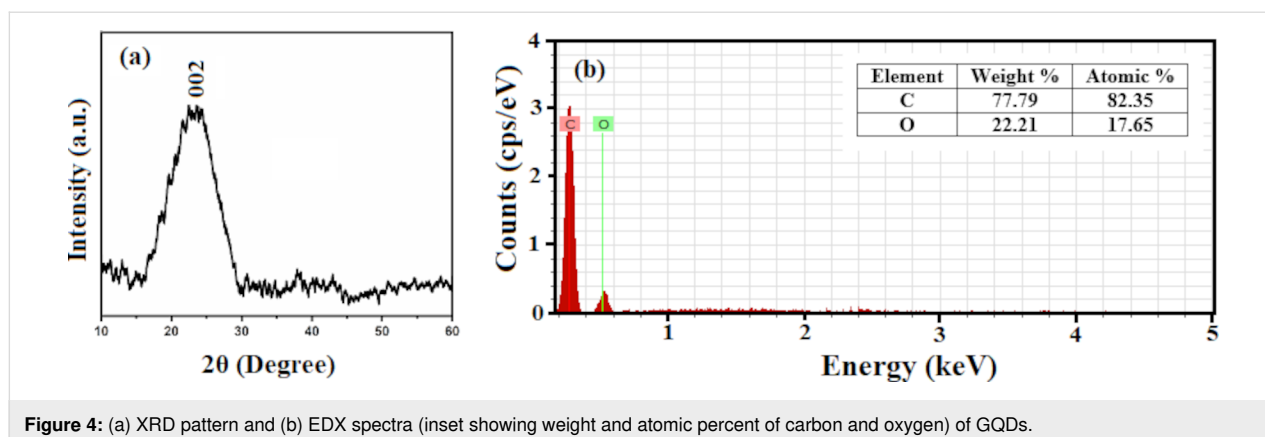 (a)
002
Intensity (a.u.)
10 20 30 40 50 60
2θ (Degree)
(b)
4
3
2
1
0
Counts (cps/eV)
C O
Element Weight % Atomic %
C 77.79 82.35
O 22.21 17.65
1 2 3 4 5
Energy (keV)
Figure 4: (a) XRD pattern and (b) EDX spectra (inset showing weight and atomic percent of carbon and oxygen) of GQDs.